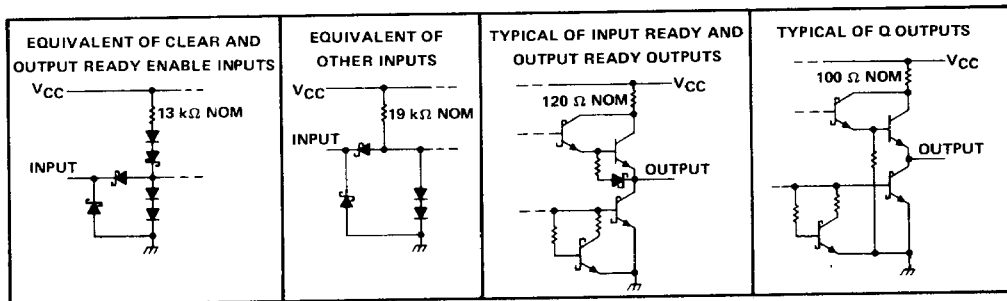 EQUIVALENT OF CLEAR AND
OUTPUT READY ENABLE INPUTS
VCC
13 kΩ NOM
INPUT
EQUIVALENT OF
OTHER INPUTS
VCC
19 kΩ NOM
INPUT
TYPICAL OF INPUT READY AND
OUTPUT READY OUTPUTS
VCC
120 Ω NOM
OUTPUT
TYPICAL OF Q OUTPUTS
VCC
100 Ω NOM
OUTPUT